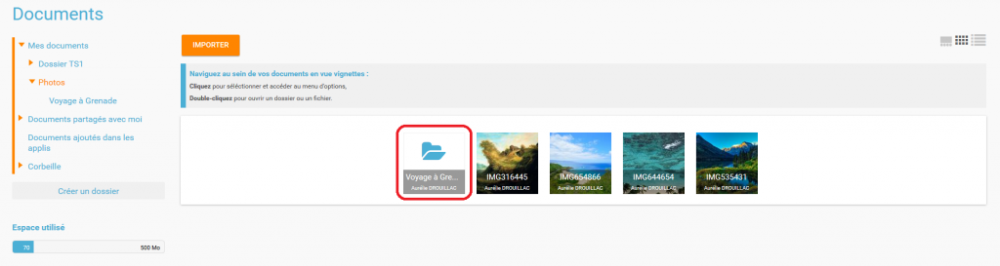 Documents
Mes documents
Dossier TS1
Photos
Voyage à Grenade
Documents partagés avec moi
Documents ajoutés dans les
applis
Corbeille
Créer un dossier
Espace utilisé
70
500 Mo
IMPORTER
Naviguez au sein de vos documents en vue vignettes :
Cliquez pour séléctionner et accéder au menu d'options,
Double-cliquez pour ouvrir un dossier ou un fichier.
Voyage à Gre...
Aurélie DROUILLAC
IMG316445
Aurélie DROUILLAC
IMG654866
Aurélie DROUILLAC
IMG644654
Aurélie DROUILLAC
IMG535431
Aurélie DROUILLAC